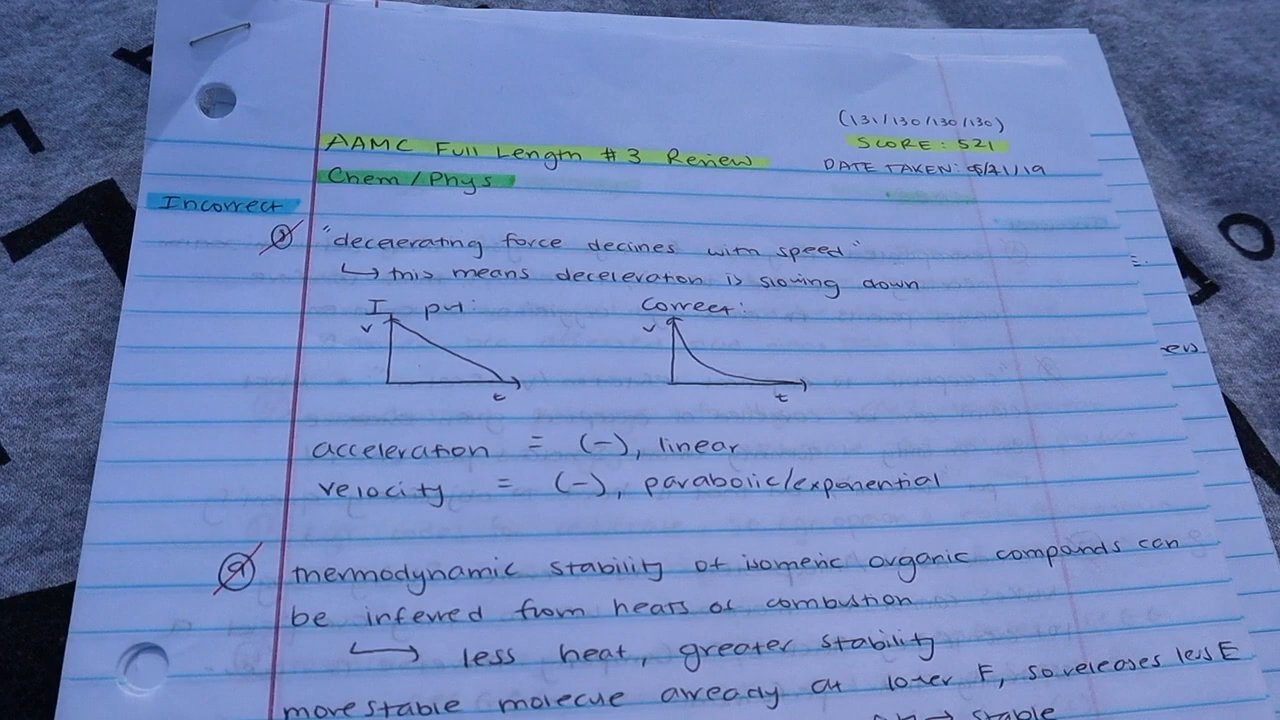 (131/130/130/130)
AAMC Full Length #3 Review
SCORE: 521
Chem/Phys
DATE TAKEN: /21/19
Incorrect
"decelerating force declines with speed"
↳ this means deceleration is slowing down
I put:
Correct:
v
v
t
t
acceleration = (-), linear
velocity = (-), parabolic/exponential
9 thermodynamic stability of isomeric organic compounds can
be inferred from heats of combustion
↳ less heat, greater stability
more stable molecule already at lower E, so releases less E
→ stable